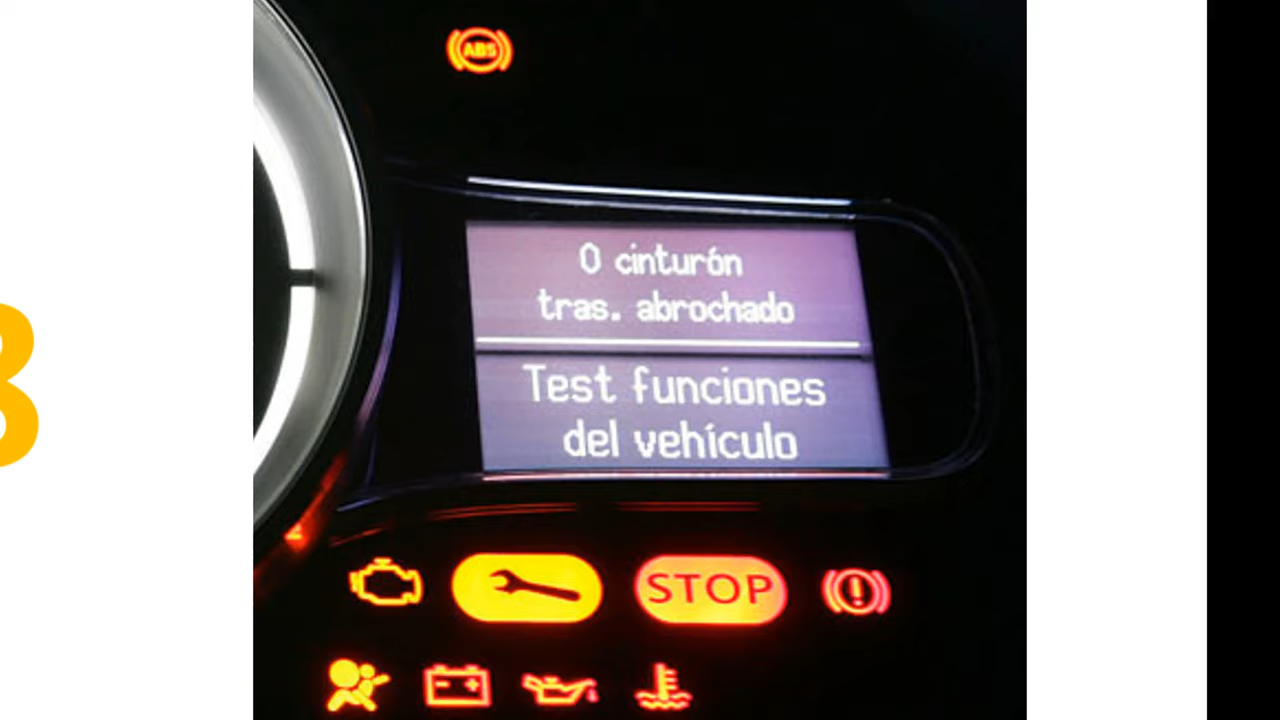 ABS
0 cinturón
tras. abrochado
Test funciones
del vehículo
STOP